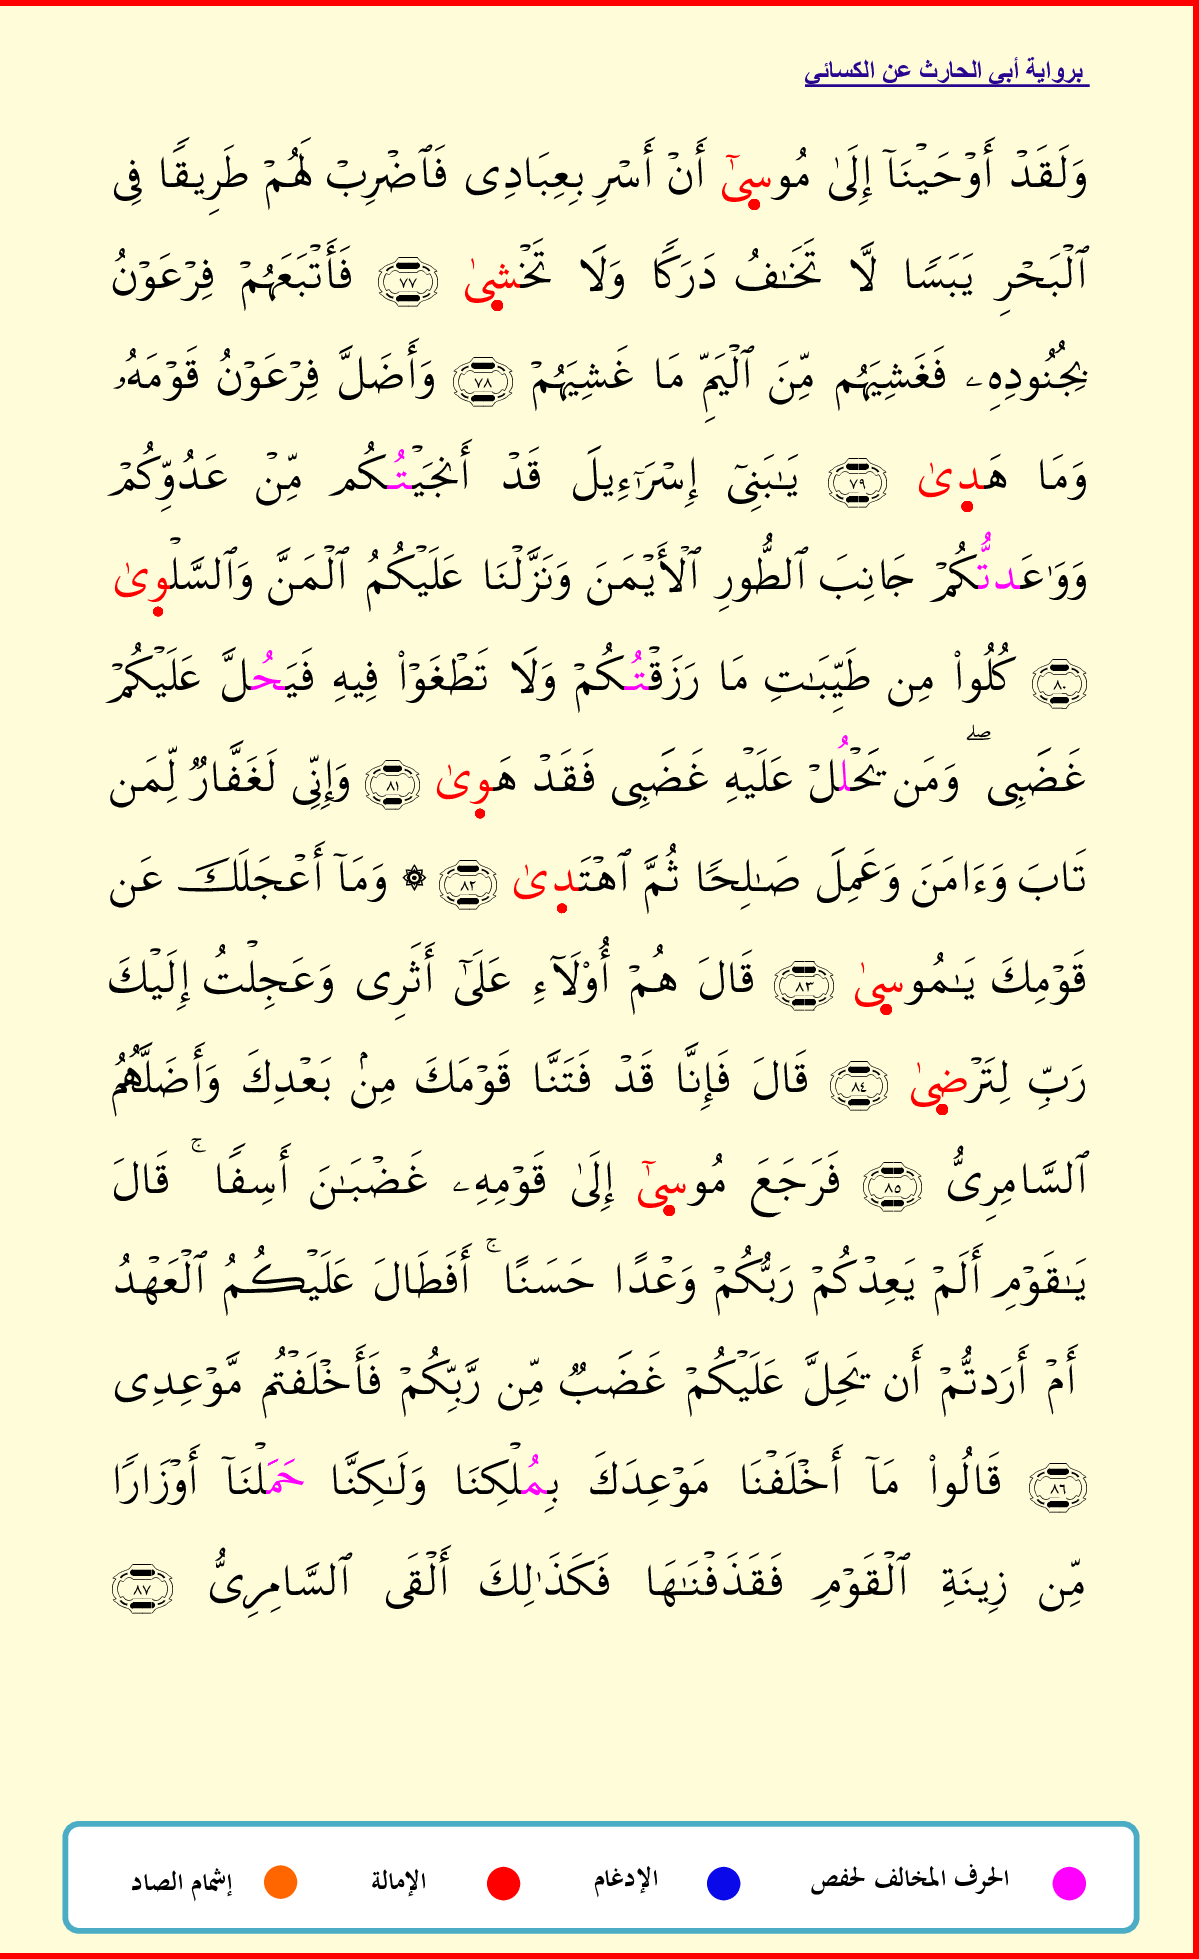 برواية أبي الحارث عن الكسائي
وَلَقَدۡ أَوۡحَيۡنَآ إِلَىٰ مُوسِىٰٓ أَنۡ أَسۡرِ بِعِبَادِى فَٱضۡرِبۡ لَهُمۡ طَرِيقًا فِى
ٱلۡبَحۡرِ يَبَسًا لَّا تَخَٰفُ دَرَكًا وَلَا تَخۡشِىٰ ٧٧ فَأَتۡبَعَهُمۡ فِرۡعَوۡنُ
بِجُنُودِهِۦ فَغَشِيَهُم مِّنَ ٱلۡيَمِّ مَا غَشِيَهُمۡ ٧٨ وَأَضَلَّ فِرۡعَوۡنُ قَوۡمَهُۥ
وَمَا هَدِىٰ ٧٩ يَٰبَنِىٓ إِسۡرَٰٓءِيلَ قَدۡ أَنجَيۡتُكُم مِّنۡ عَدُوِّكُمۡ
وَوَٰعَدتُّكُمۡ جَانِبَ ٱلطُّورِ ٱلۡأَيۡمَنَ وَنَزَّلۡنَا عَلَيۡكُمُ ٱلۡمَنَّ وَٱلسَّلۡوِىٰ
٨٠ كُلُواْ مِن طَيِّبَٰتِ مَا رَزَقۡتُكُمۡ وَلَا تَطۡغَوۡاْ فِيهِ فَيَحُلَّ عَلَيۡكُمۡ
غَضَبِى ۖ وَمَن يَحۡلُلۡ عَلَيۡهِ غَضَبِى فَقَدۡ هَوِىٰ ٨١ وَإِنِّى لَغَفَّارٌ لِّمَن
تَابَ وَءَامَنَ وَعَمِلَ صَٰلِحًا ثُمَّ ٱهۡتَدِىٰ ٨٢ ۞ وَمَآ أَعۡجَلَكَ عَن
قَوۡمِكَ يَٰمُوسِىٰ ٨٣ قَالَ هُمۡ أُوْلَآءِ عَلَىٰٓ أَثَرِى وَعَجِلۡتُ إِلَيۡكَ
رَبِّ لِتَرۡضِىٰ ٨٤ قَالَ فَإِنَّا قَدۡ فَتَنَّا قَوۡمَكَ مِنۢ بَعۡدِكَ وَأَضَلَّهُمُ
ٱلسَّامِرِىُّ ٨٥ فَرَجَعَ مُوسِىٰٓ إِلَىٰ قَوۡمِهِۦ غَضۡبَٰنَ أَسِفًا ۚ قَالَ
يَٰقَوۡمِ أَلَمۡ يَعِدۡكُمۡ رَبُّكُمۡ وَعۡدًا حَسَنًا ۚ أَفَطَالَ عَلَيۡكُمُ ٱلۡعَهۡدُ
أَمۡ أَرَدتُّمۡ أَن يَحِلَّ عَلَيۡكُمۡ غَضَبٌ مِّن رَّبِّكُمۡ فَأَخۡلَفۡتُم مَّوۡعِدِى
٨٦ قَالُواْ مَآ أَخۡلَفۡنَا مَوۡعِدَكَ بِمُلۡكِنَا وَلَٰكِنَّا حَمَلۡنَآ أَوۡزَارًا
مِّن زِينَةِ ٱلۡقَوۡمِ فَقَذَفۡنَٰهَا فَكَذَٰلِكَ أَلۡقَى ٱلسَّامِرِىُّ ٨٧
الحرف المخالف لحفص الإدغام الإمالة إشمام الصاد